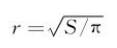 r = √S/π